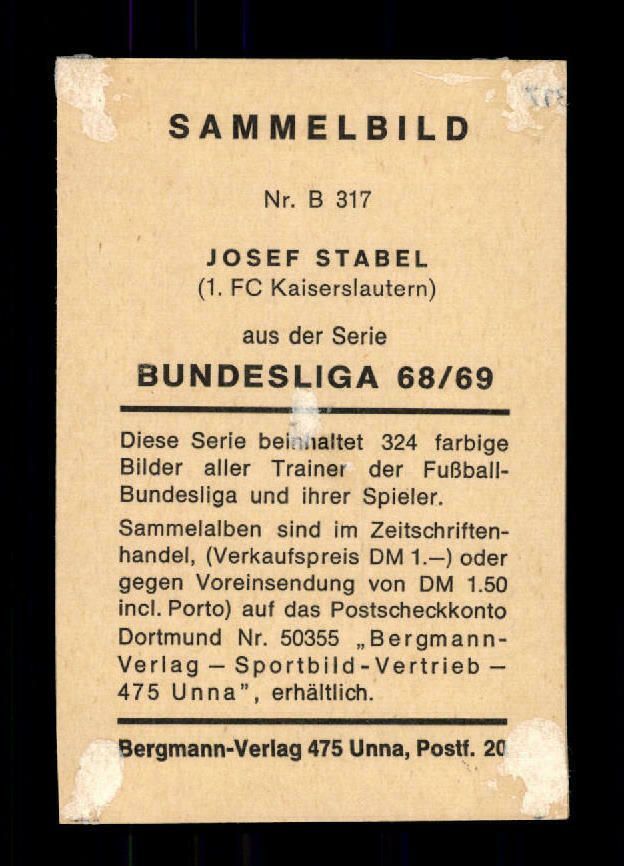 SAMMELBILD
Nr. B 317
JOSEF STABEL
(1. FC Kaiserslautern)
aus der Serie
BUNDESLIGA 68/69
Diese Serie beinhaltet 324 farbige
Bilder aller Trainer der Fußball-
Bundesliga und ihrer Spieler.
Sammelalben sind im Zeitschriften-
handel, (Verkaufspreis DM 1.—) oder
gegen Voreinsendung von DM 1.50
incl. Porto) auf das Postscheckkonto
Dortmund Nr. 50355 „Bergmann-
Verlag — Sportbild-Vertrieb —
475 Unna”, erhältlich.
Bergmann-Verlag 475 Unna, Postf. 20